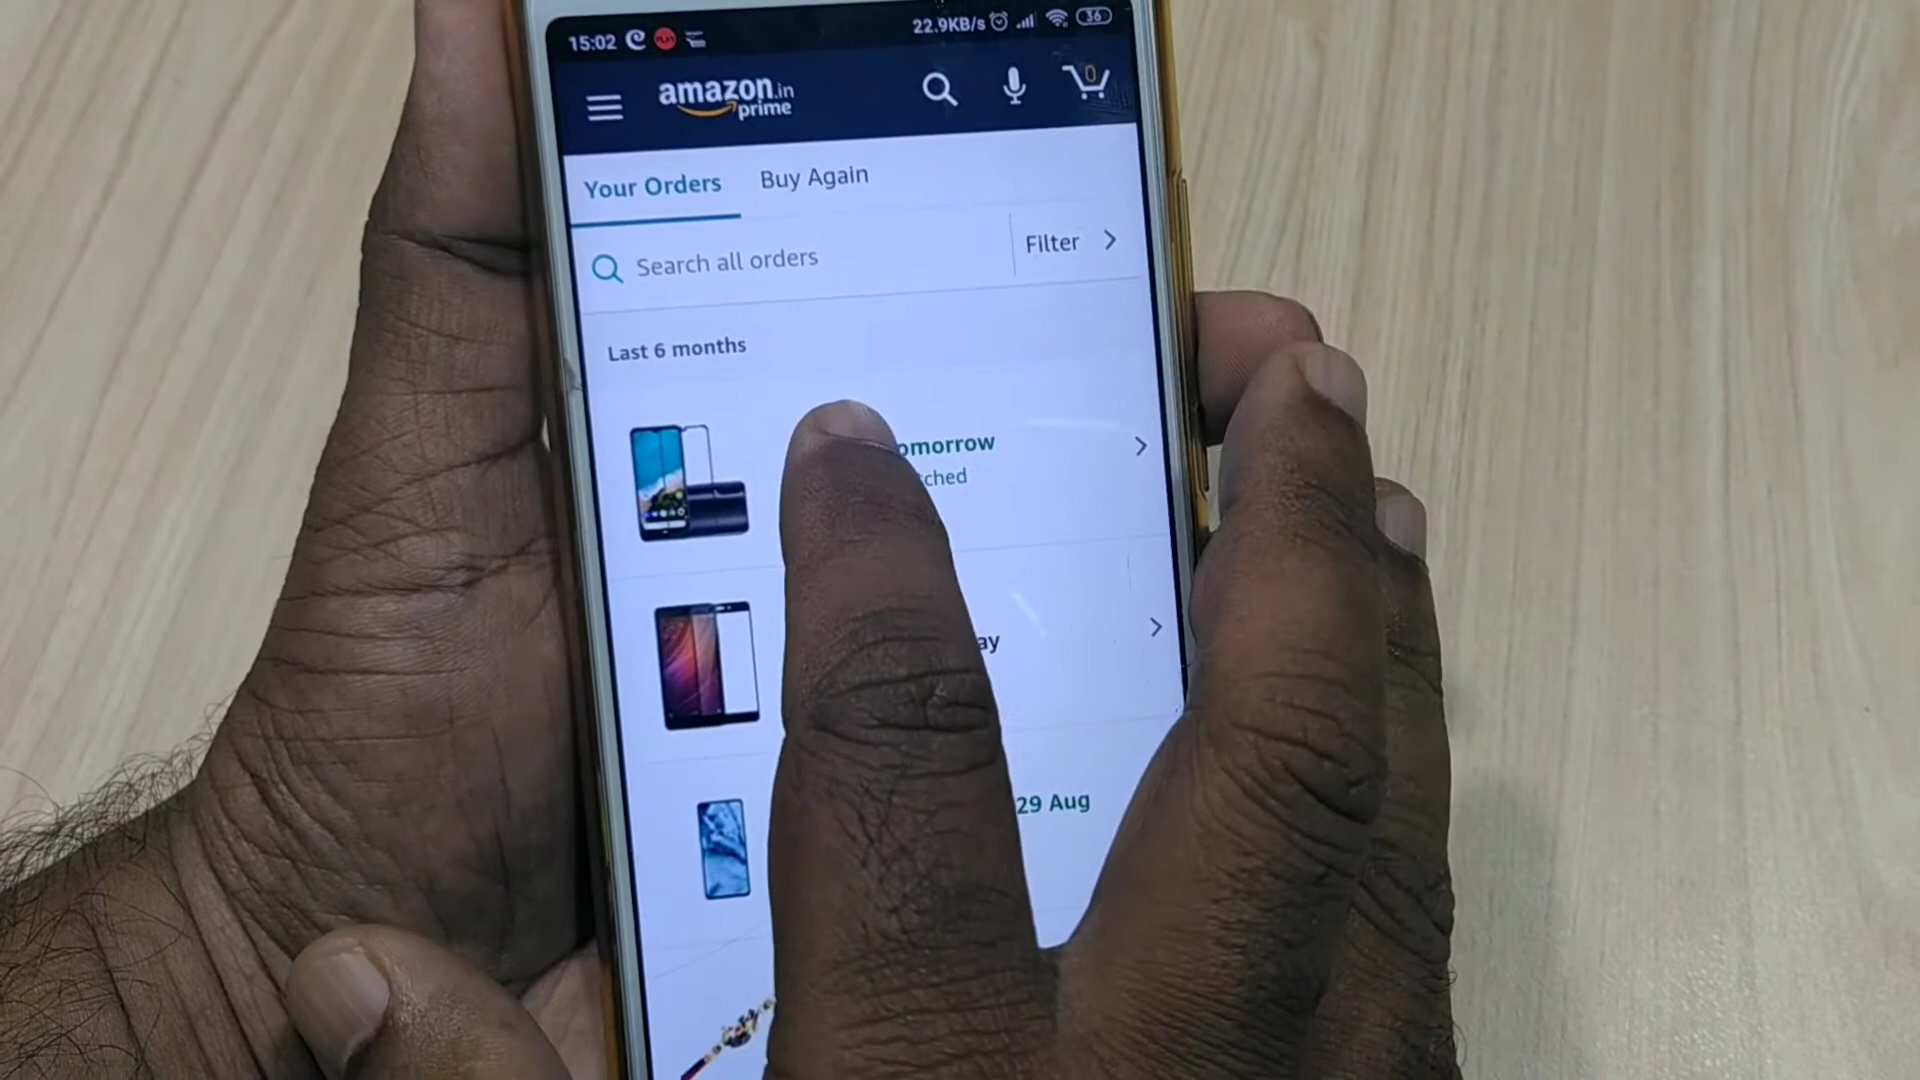 15:02 22.9KB/s 36
amazon.in
prime
0
Your Orders Buy Again
Search all orders Filter
Last 6 months
omorrow
ched
ay
29 Aug